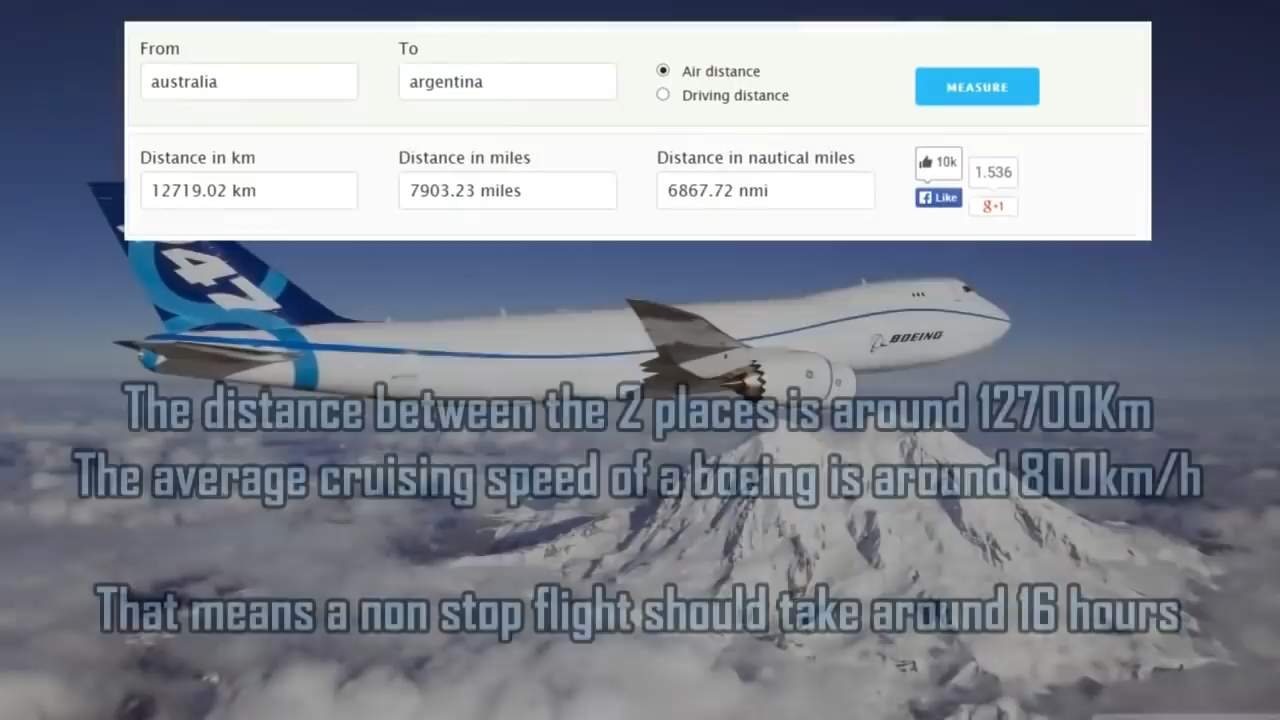 From To
australia argentina
Air distance
Driving distance
MEASURE
Distance in km Distance in miles Distance in nautical miles
12719.02 km 7903.23 miles 6867.72 nmi
10k
Like
1.536
g+1
47
BOEING
The distance between the 2 places is around 12700Km
The average cruising speed of a boeing is around 800km/h
That means a non stop flight should take around 16 hours